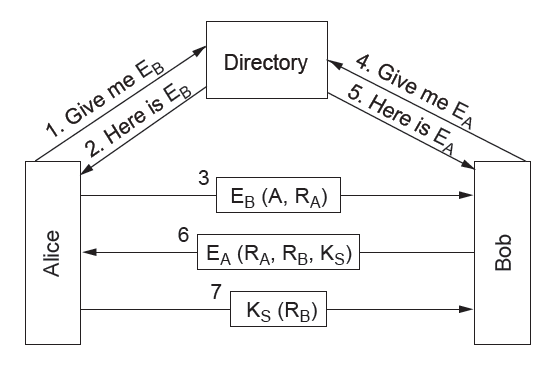 Directory
1. Give me E_B
2. Here is E_B
4. Give me E_A
5. Here is E_A
Alice
Bob
3
E_B (A, R_A)
6
E_A (R_A, R_B, K_S)
7
K_S (R_B)